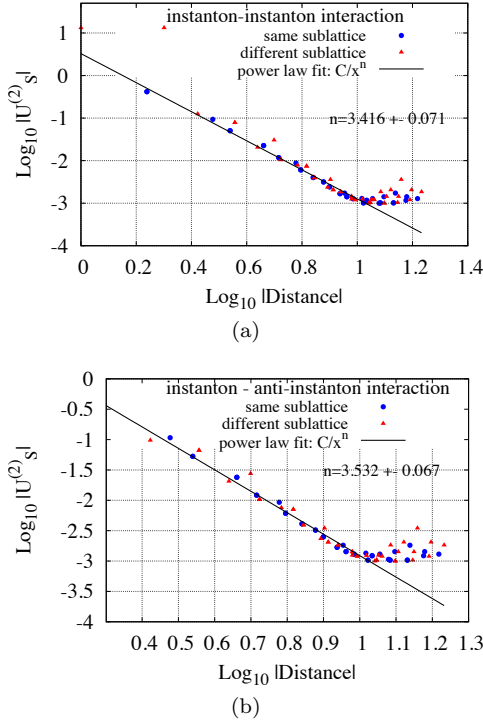 instanton-instanton interaction
same sublattice
different sublattice
power law fit: C/xⁿ
n=3.416 +- 0.071
1
0
-1
-2
-3
-4
Log₁₀ |U⁽²⁾s|
0 0.2 0.4 0.6 0.8 1 1.2 1.4
Log₁₀ |Distance|
(a)
instanton - anti-instanton interaction
same sublattice
different sublattice
power law fit: C/xⁿ
n=3.532 +- 0.067
0
-0.5
-1
-1.5
-2
-2.5
-3
-3.5
-4
Log₁₀ |U⁽²⁾s|
0.4 0.5 0.6 0.7 0.8 0.9 1 1.1 1.2
Log₁₀ |Distance|
(b)